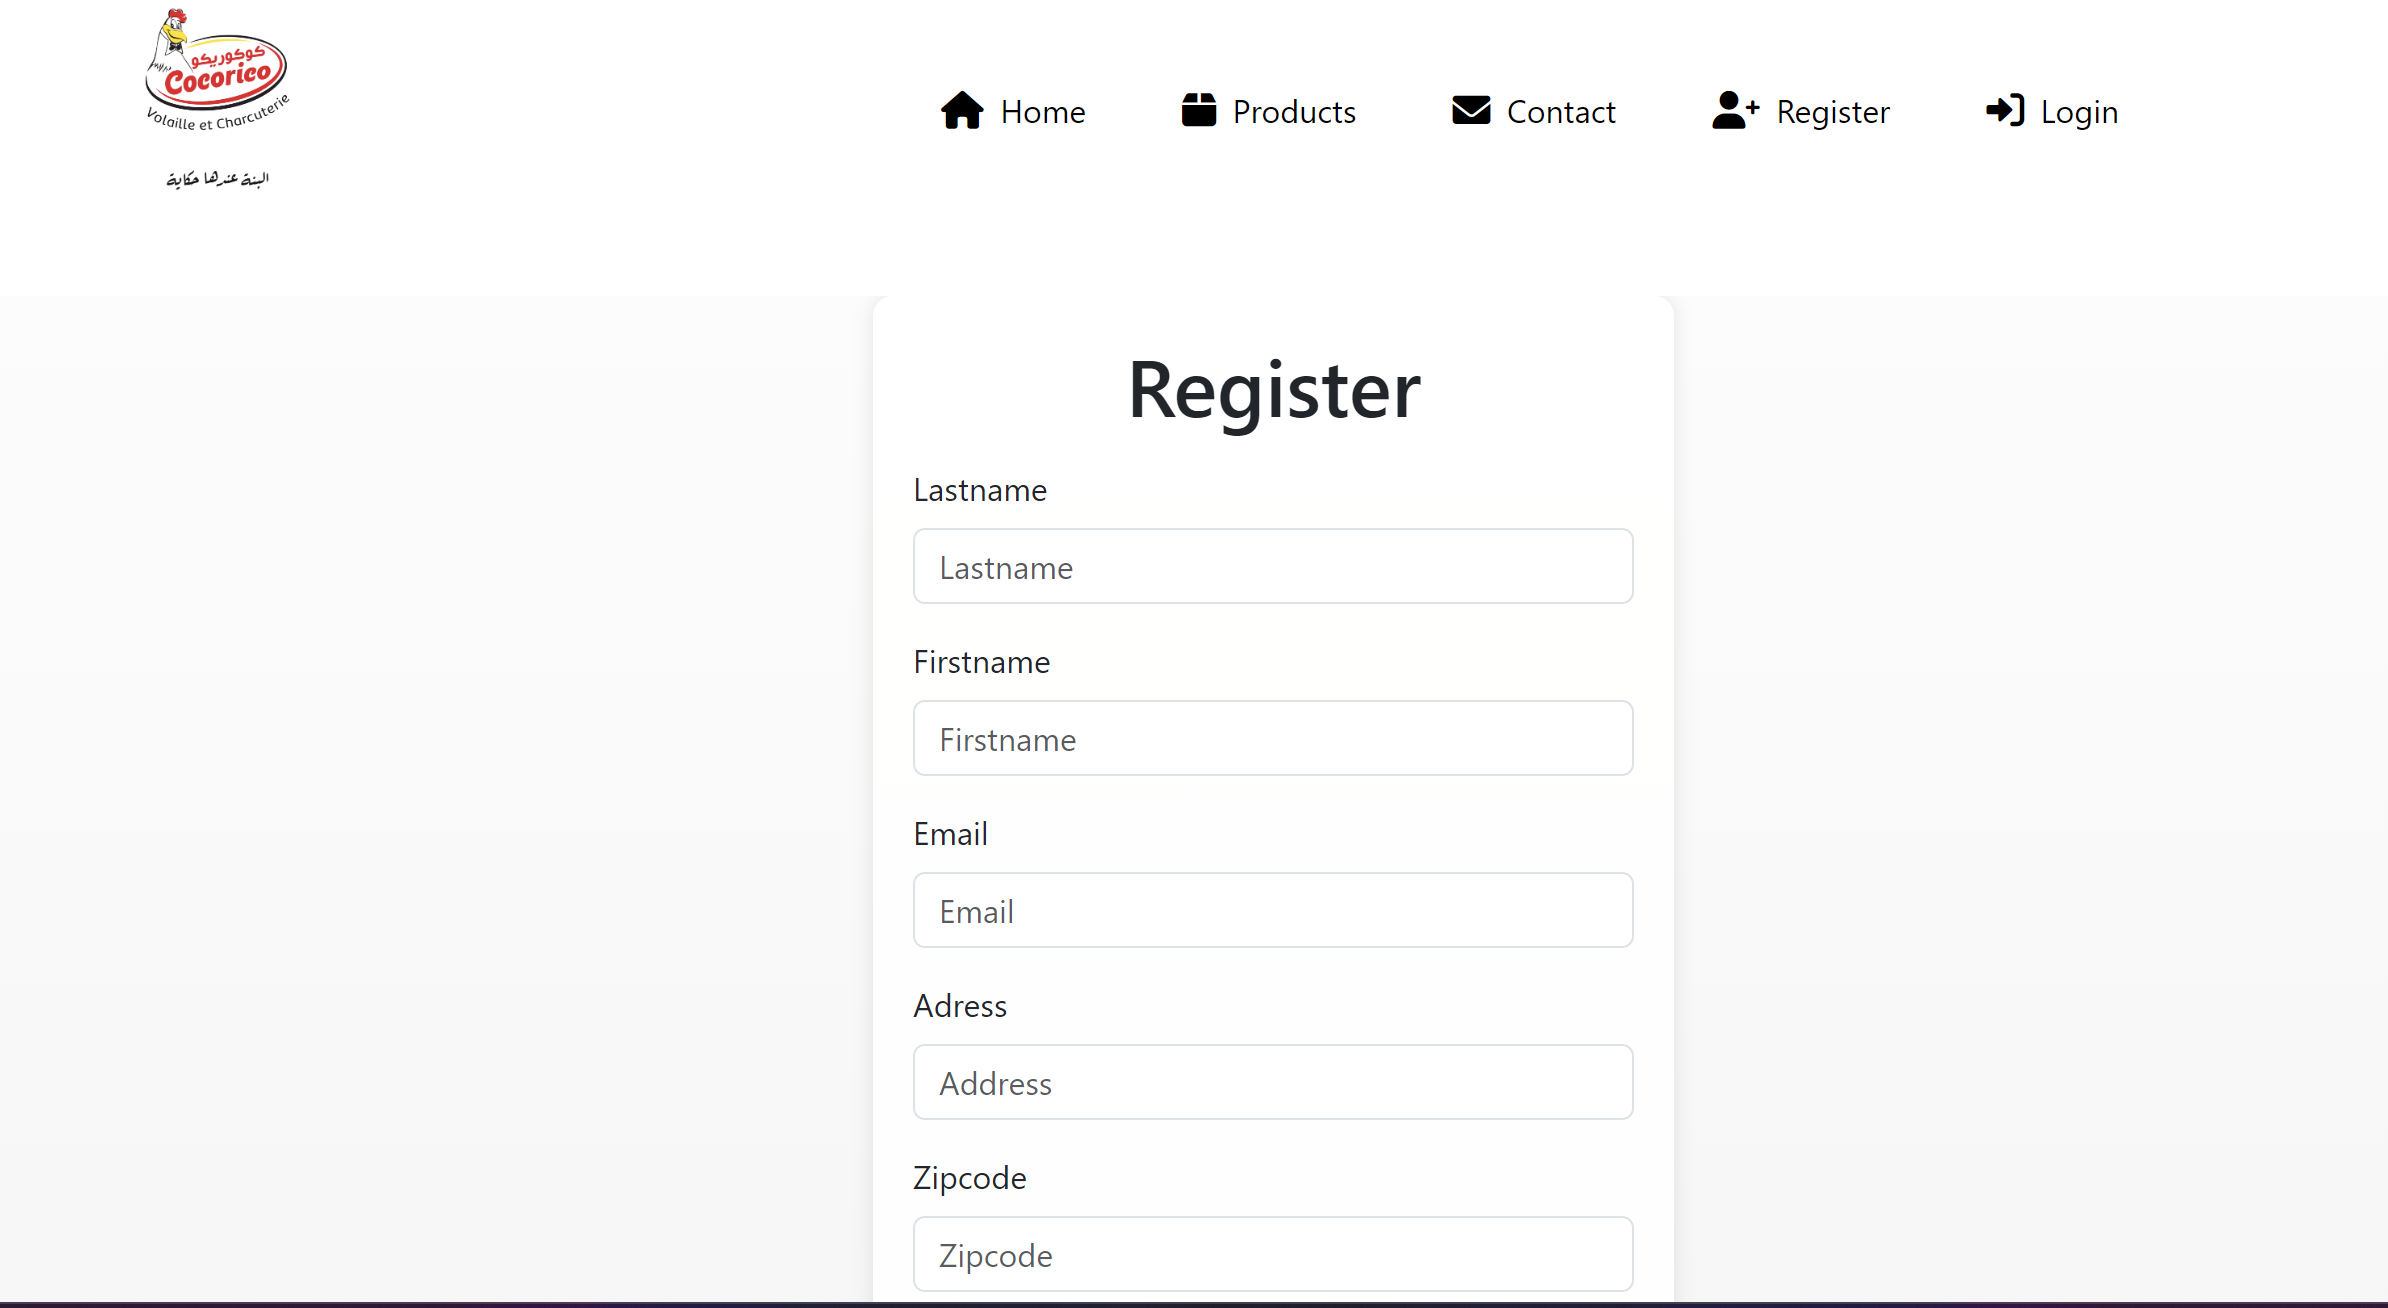 كوكوريكو
Cocorico
Volaille et Charcuterie
البنة عندها حكاية
Home
Products
Contact
Register
Login
Register
Lastname
Lastname
Firstname
Firstname
Email
Email
Adress
Address
Zipcode
Zipcode